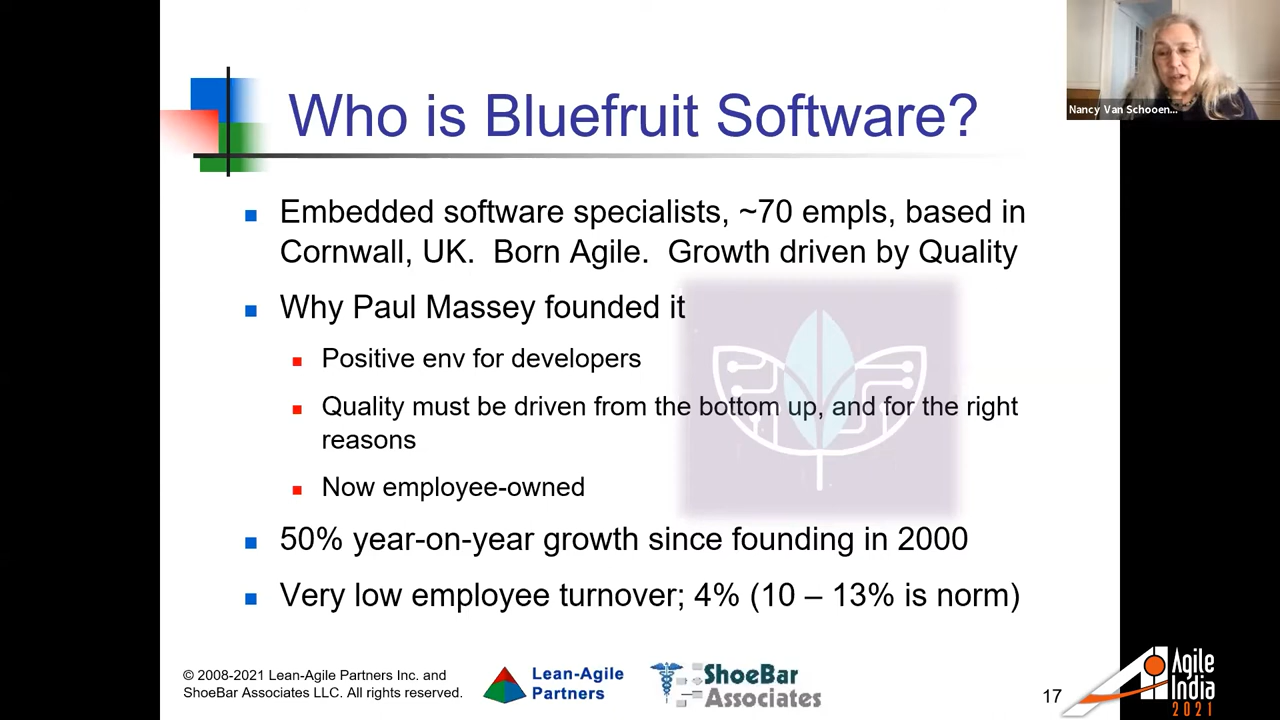 Who is Bluefruit Software?
Nancy Van Schooen...
Embedded software specialists, ~70 empls, based in
Cornwall, UK. Born Agile. Growth driven by Quality
Why Paul Massey founded it
Positive env for developers
Quality must be driven from the bottom up, and for the right
reasons
Now employee-owned
50% year-on-year growth since founding in 2000
Very low employee turnover; 4% (10 – 13% is norm)
© 2008-2021 Lean-Agile Partners Inc. and
ShoeBar Associates LLC. All rights reserved.
Lean-Agile
Partners
ShoeBar
Associates
17
Agile
India
2021